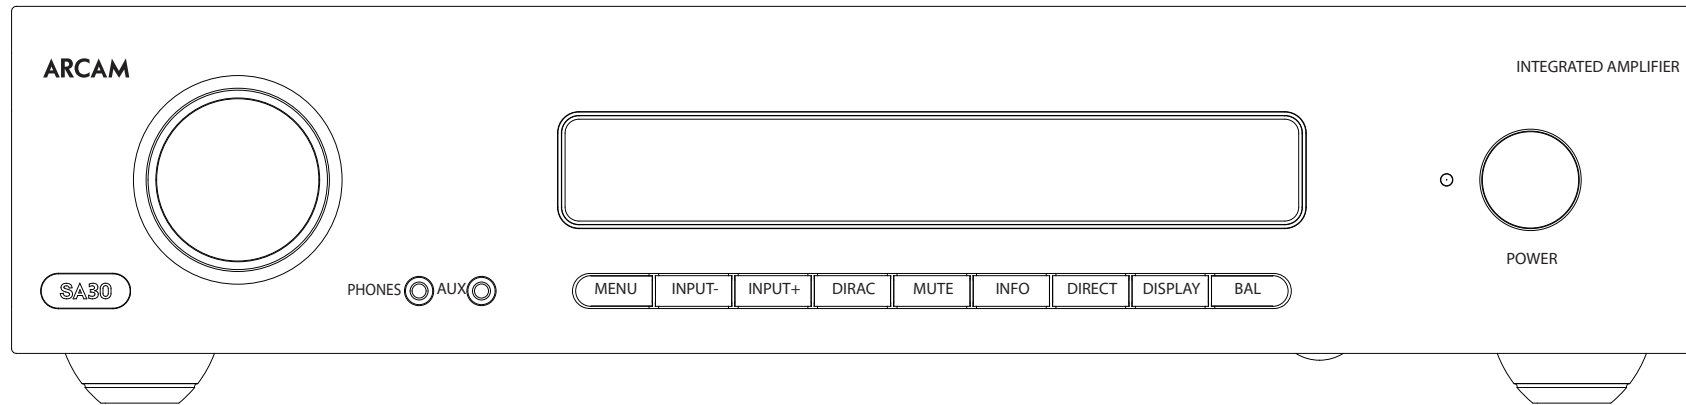 ARCAM
INTEGRATED AMPLIFIER
POWER
SA30
PHONES AUX
MENU INPUT- INPUT+ DIRAC MUTE INFO DIRECT DISPLAY BAL